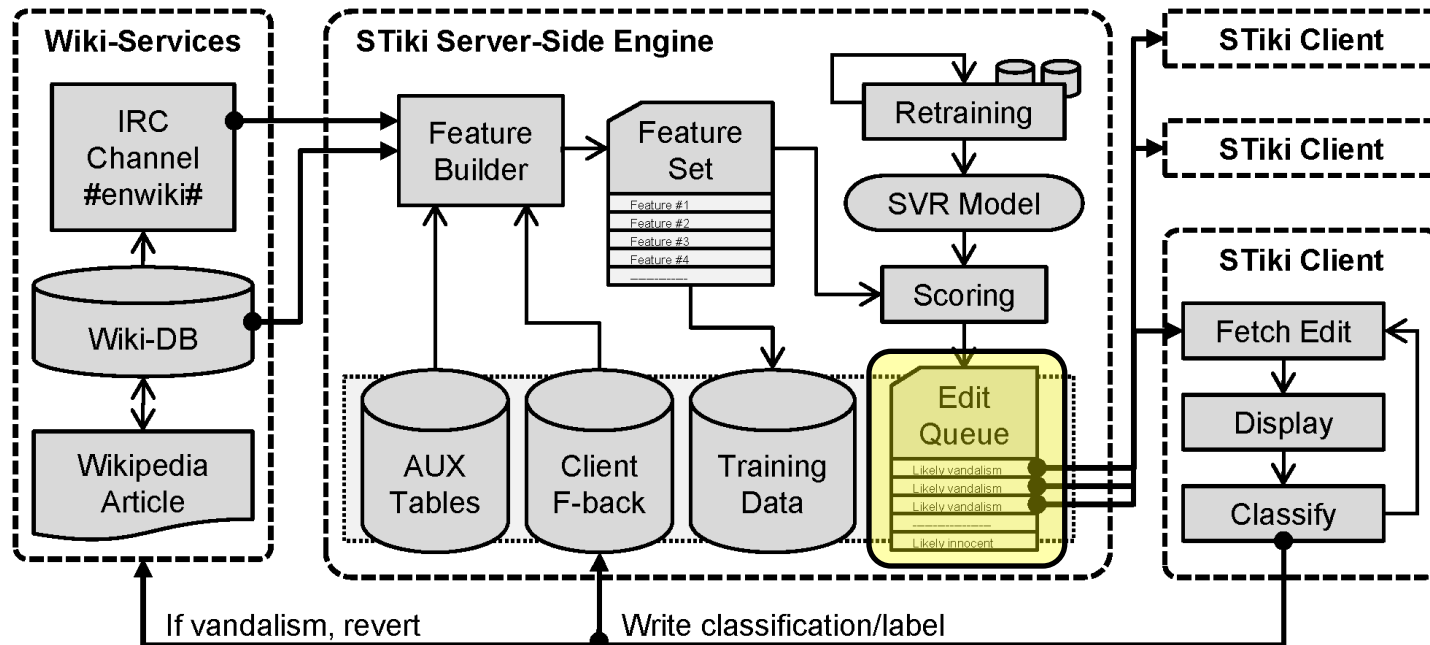 Wiki-Services
IRC
Channel
#enwiki#
Wiki-DB
Wikipedia
Article
STiki Server-Side Engine
Feature
Builder
Feature
Set
Feature #1
Feature #2
Feature #3
Feature #4
Retraining
SVR Model
Scoring
AUX
Tables
Client
F-back
Training
Data
Edit
Queue
Likely vandalism
Likely vandalism
Likely vandalism
Likely innocent
STiki Client
STiki Client
STiki Client
Fetch Edit
Display
Classify
If vandalism, revert
Write classification/label